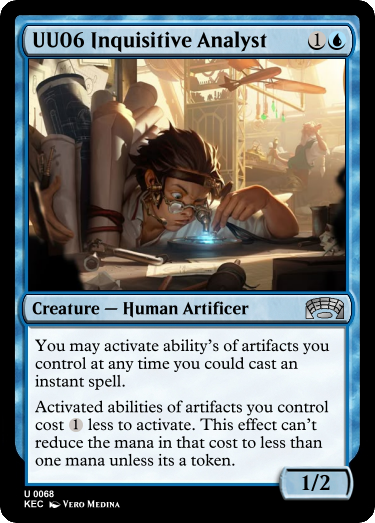 UU06 Inquisitive Analyst 1
Creature — Human Artificer
You may activate ability's of artifacts you
control at any time you could cast an
instant spell.
Activated abilities of artifacts you control
cost 1 less to activate. This effect can't
reduce the mana in that cost to less than
one mana unless its a token.
1/2
U 0068
KEC Vero Medina